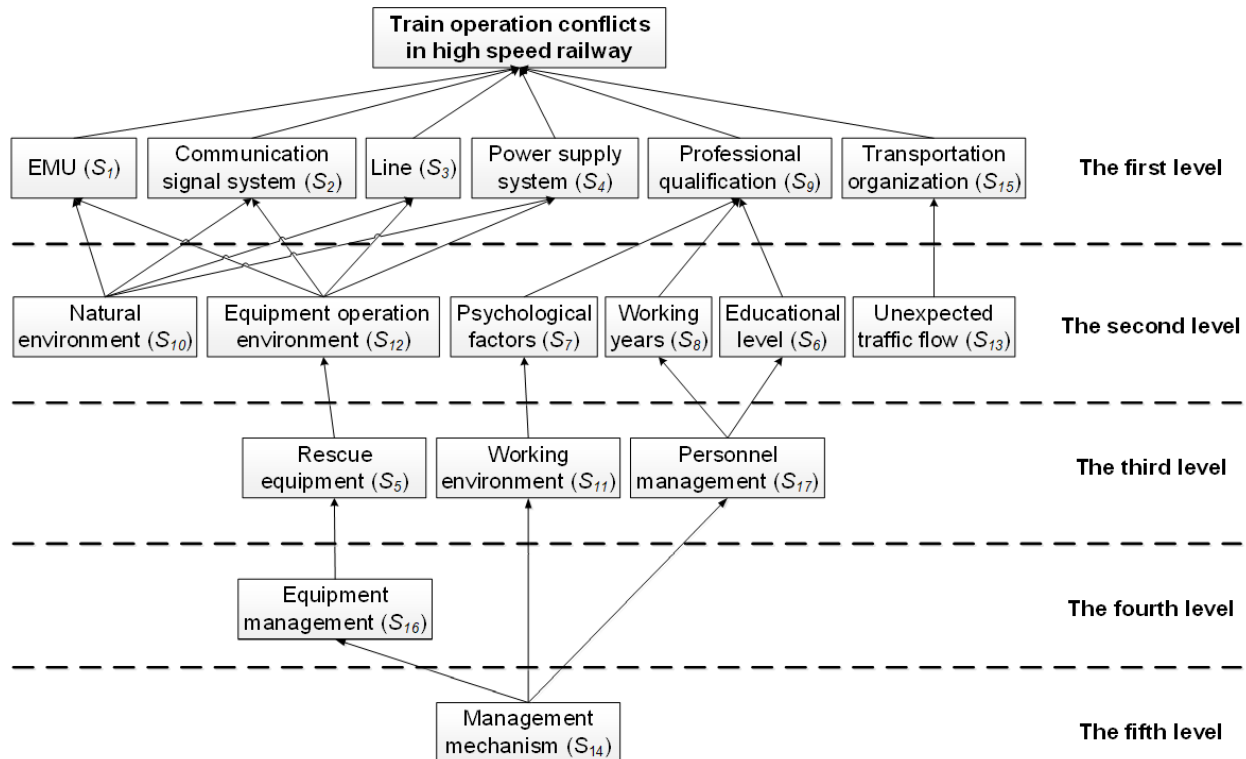 Train operation conflicts
in high speed railway
EMU (S1)
Communication
signal system (S2)
Line (S3)
Power supply
system (S4)
Professional
qualification (S9)
Transportation
organization (S15)
The first level
Natural
environment (S10)
Equipment operation
environment (S12)
Psychological
factors (S7)
Working
years (S8)
Educational
level (S6)
Unexpected
traffic flow (S13)
The second level
Rescue
equipment (S5)
Working
environment (S11)
Personnel
management (S17)
The third level
Equipment
management (S16)
The fourth level
Management
mechanism (S14)
The fifth level